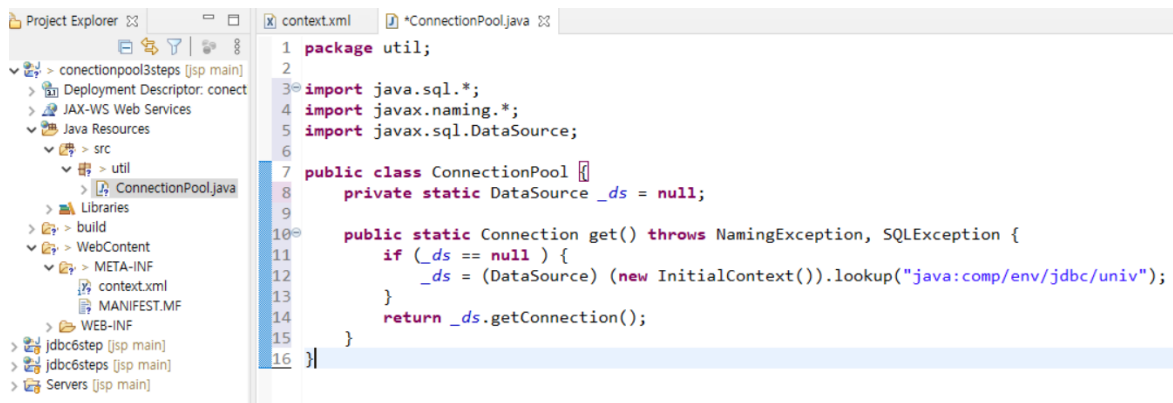 Project Explorer
context.xml
*ConnectionPool.java
> conectionpool3steps [jsp main]
Deployment Descriptor: conect
JAX-WS Web Services
Java Resources
> src
> util
ConnectionPool.java
Libraries
> build
> WebContent
> META-INF
context.xml
MANIFEST.MF
WEB-INF
jdbc6step [jsp main]
jdbc6steps [jsp main]
Servers [jsp main]
1 package util;
2
3 import java.sql.*;
4 import javax.naming.*;
5 import javax.sql.DataSource;
6
7 public class ConnectionPool {
8     private static DataSource _ds = null;
9
10     public static Connection get() throws NamingException, SQLException {
11         if (_ds == null ) {
12             _ds = (DataSource) (new InitialContext()).lookup("java:comp/env/jdbc/univ");
13         }
14         return _ds.getConnection();
15     }
16 }